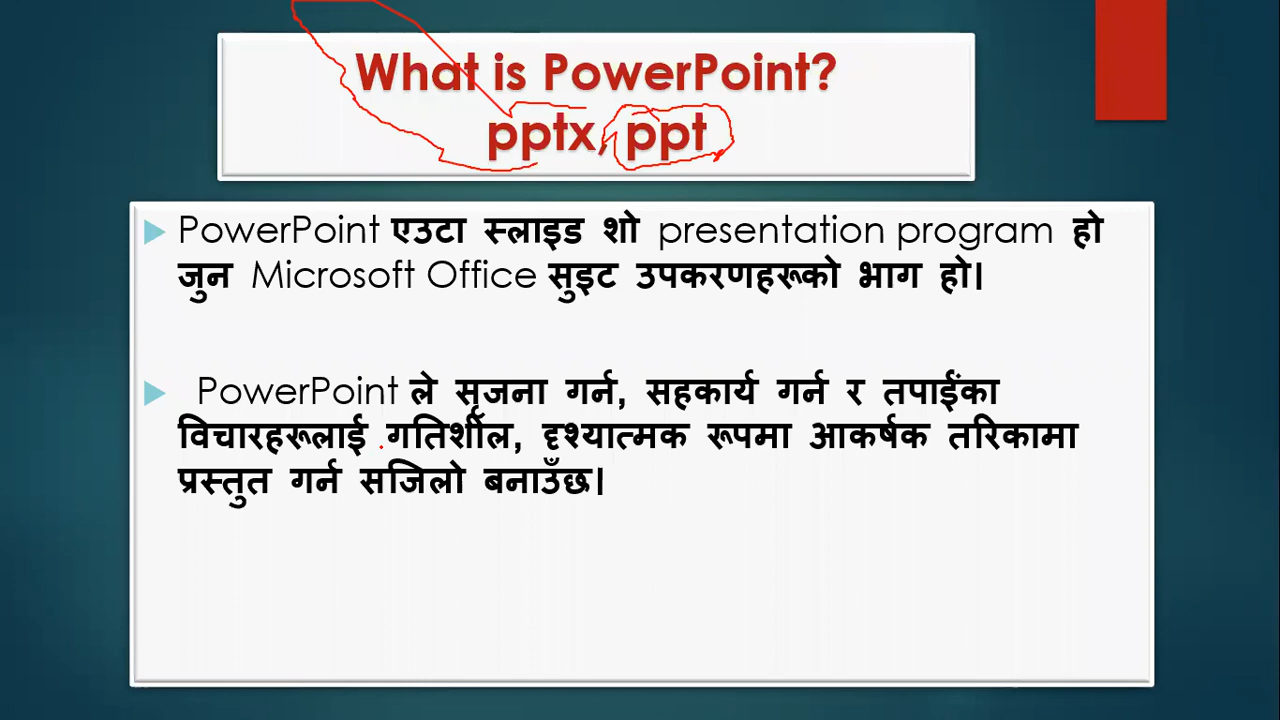 What is PowerPoint?
pptx, ppt
PowerPoint एउटा स्लाइड शो presentation program हो
जुन Microsoft Office सुइट उपकरणहरूको भाग हो।
PowerPoint ले सृजना गर्न, सहकार्य गर्न र तपाईंका
विचारहरूलाई गतिशील, दृश्यात्मक रूपमा आकर्षक तरिकामा
प्रस्तुत गर्न सजिलो बनाउँछ।